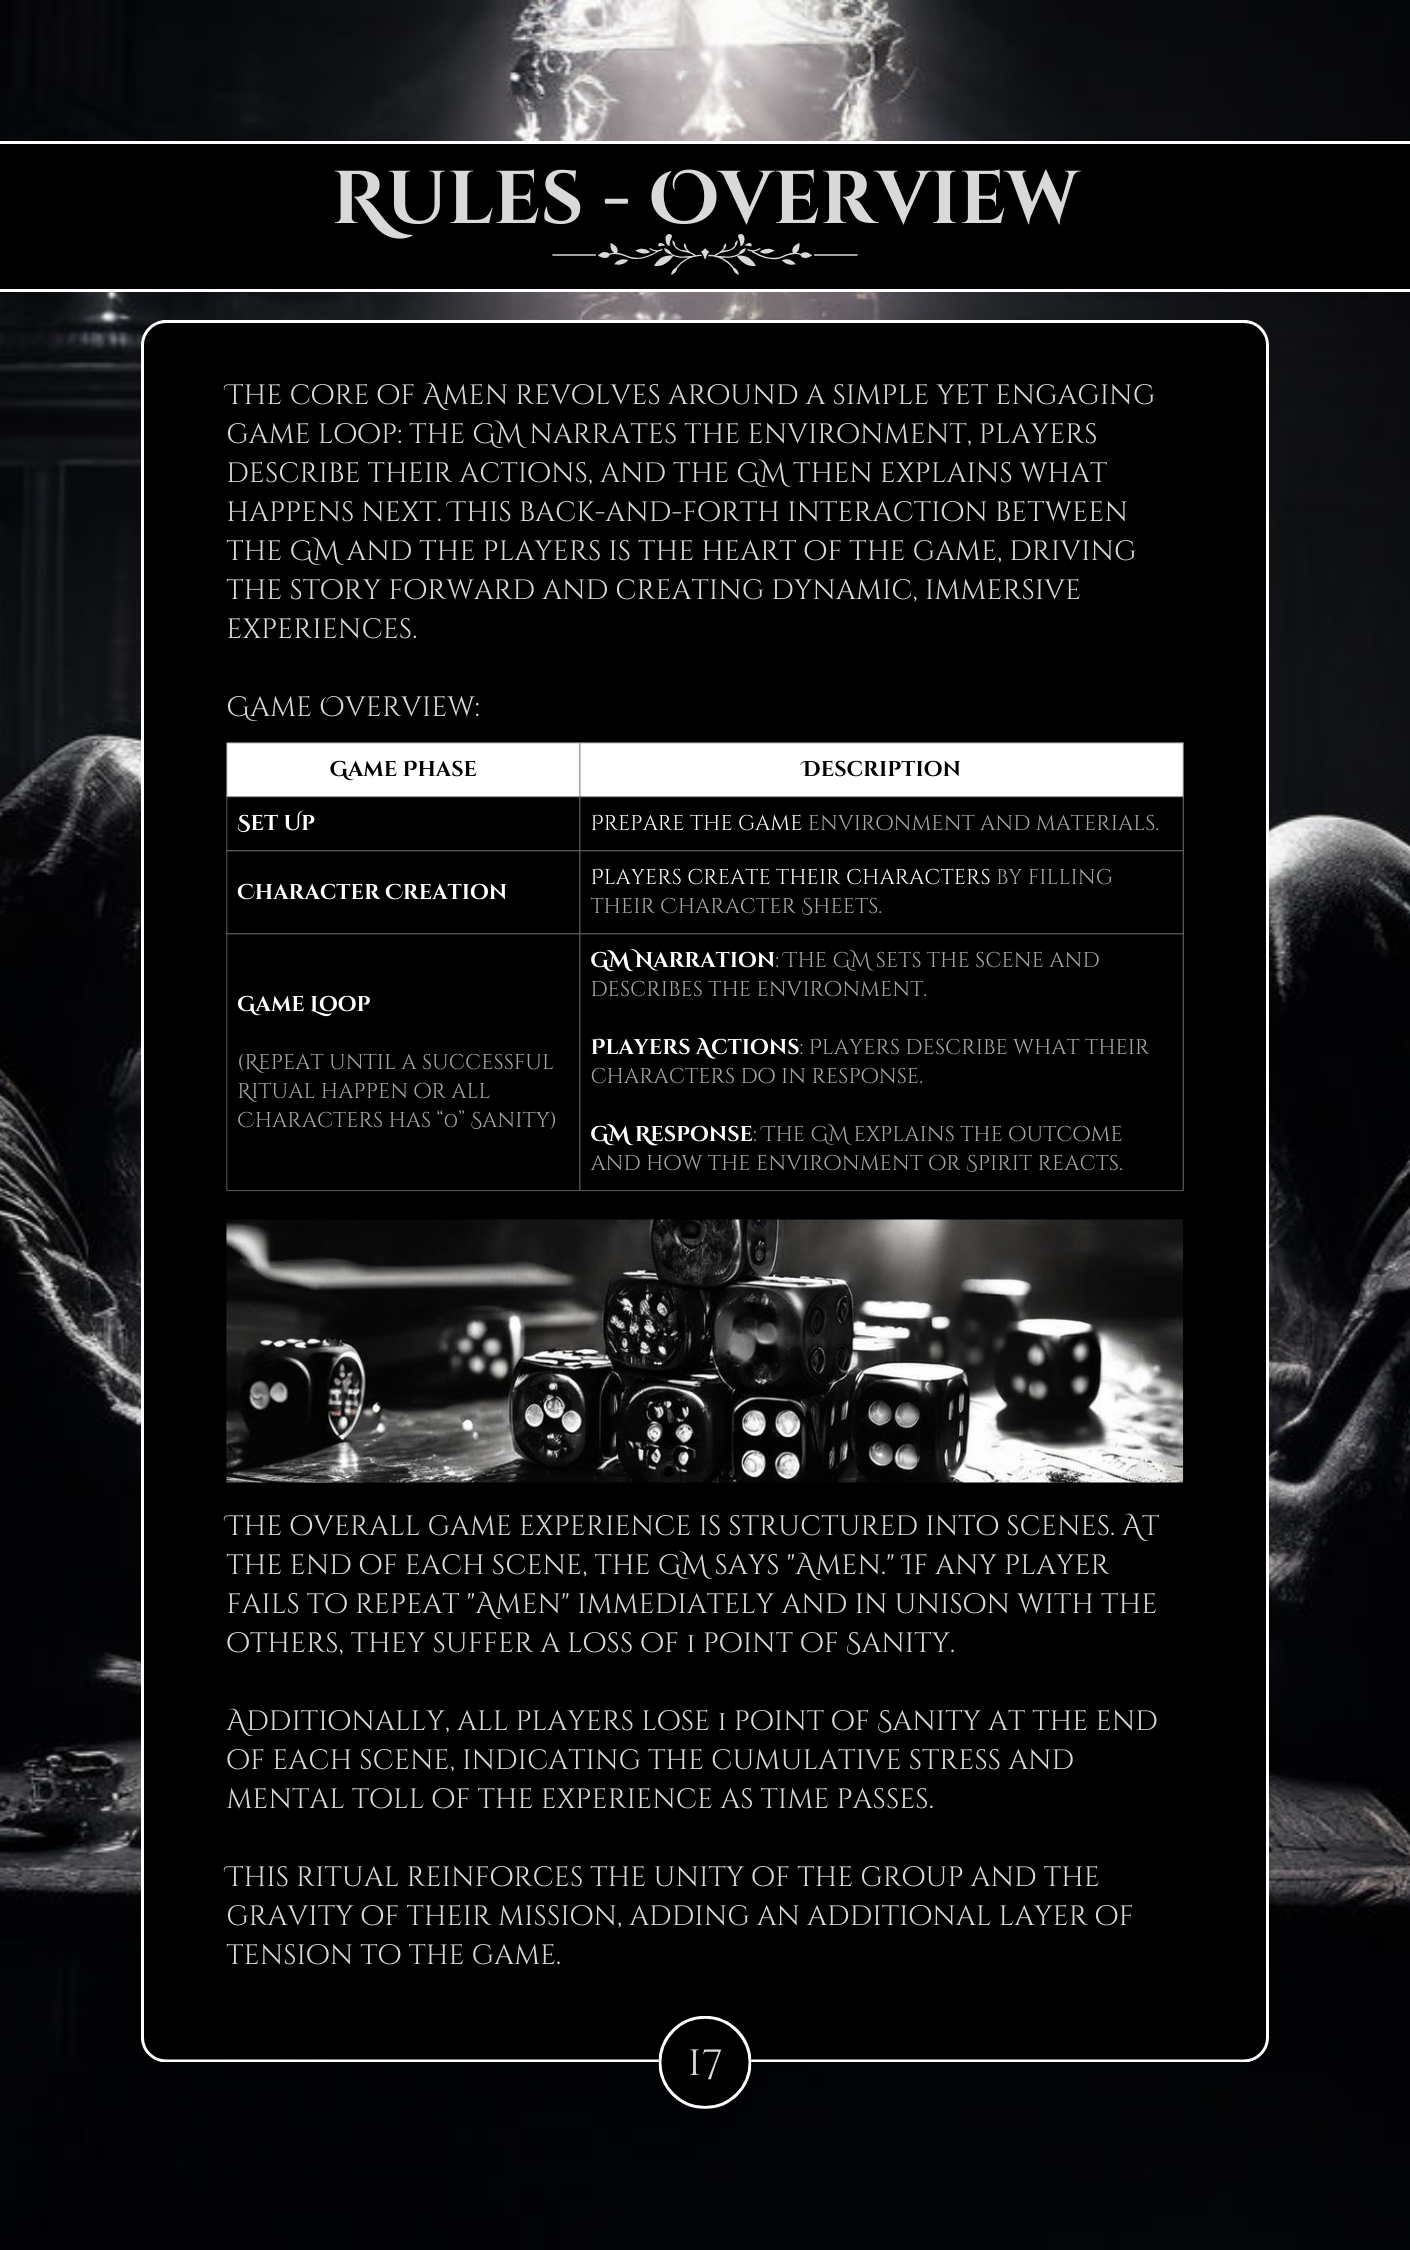 Rules - Overview
The core of Amen revolves around a simple yet engaging
game loop: the GM narrates the environment, players
describe their actions, and the GM then explains what
happens next. This back-and-forth interaction between
the GM and the players is the heart of the game, driving
the story forward and creating dynamic, immersive
experiences.
Game Overview:
Game Phase
Description
Set Up
Prepare the game environment and materials.
Character Creation
Players create their characters by filling
their Character Sheets.
Game Loop
(Repeat until a successful
Ritual happen or all
characters has “0” Sanity)
GM Narration: The GM sets the scene and
describes the environment.
Players Actions: Players describe what their
characters do in response.
GM Response: The GM explains the outcome
and how the environment or Spirit reacts.
The overall game experience is structured into scenes. At
the end of each scene, the GM says "Amen." If any player
fails to repeat "Amen" immediately and in unison with the
others, they suffer a loss of 1 point of Sanity.
Additionally, all players lose 1 point of Sanity at the end
of each scene, indicating the cumulative stress and
mental toll of the experience as time passes.
This ritual reinforces the unity of the group and the
gravity of their mission, adding an additional layer of
tension to the game.
17